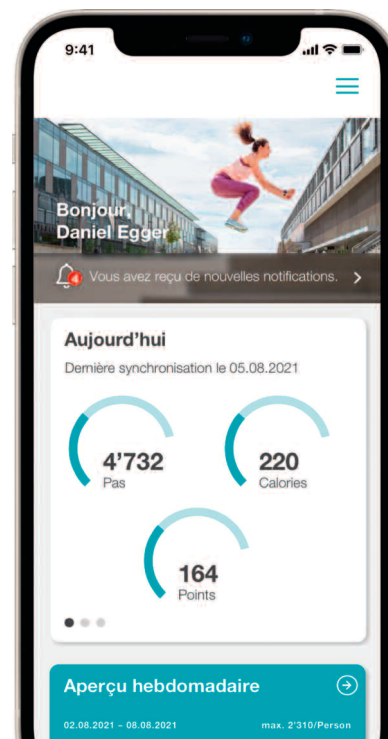 9:41
Bonjour,
Daniel Egger
4
Vous avez reçu de nouvelles notifications.
Aujourd'hui
Dernière synchronisation le 05.08.2021
4'732
Pas
220
Calories
164
Points
Aperçu hebdomadaire
02.08.2021 – 08.08.2021 max. 2'310/Person